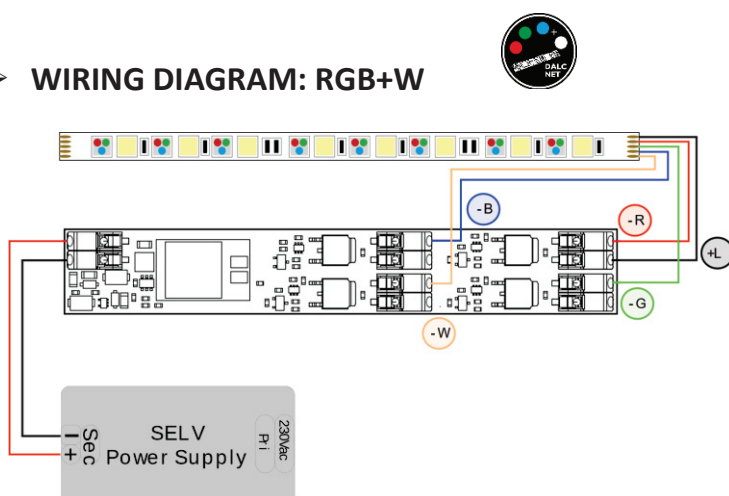 WIRING DIAGRAM: RGB+W
DALC
NET
-B
-R
+L
-G
-W
SELV
Power Supply
Sec
- +
Pri
230Vac